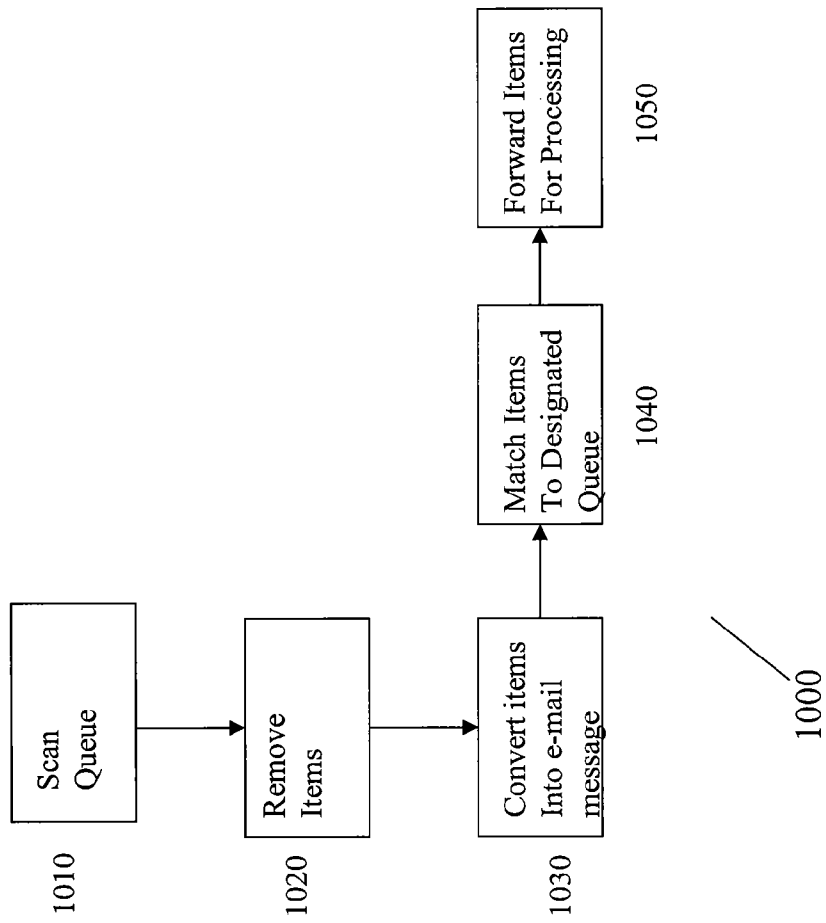 1010
Scan
Queue
1020
Remove
Items
1030
Convert items
Into e-mail
message
1040
Match Items
To Designated
Queue
1050
Forward Items
For Processing
1000